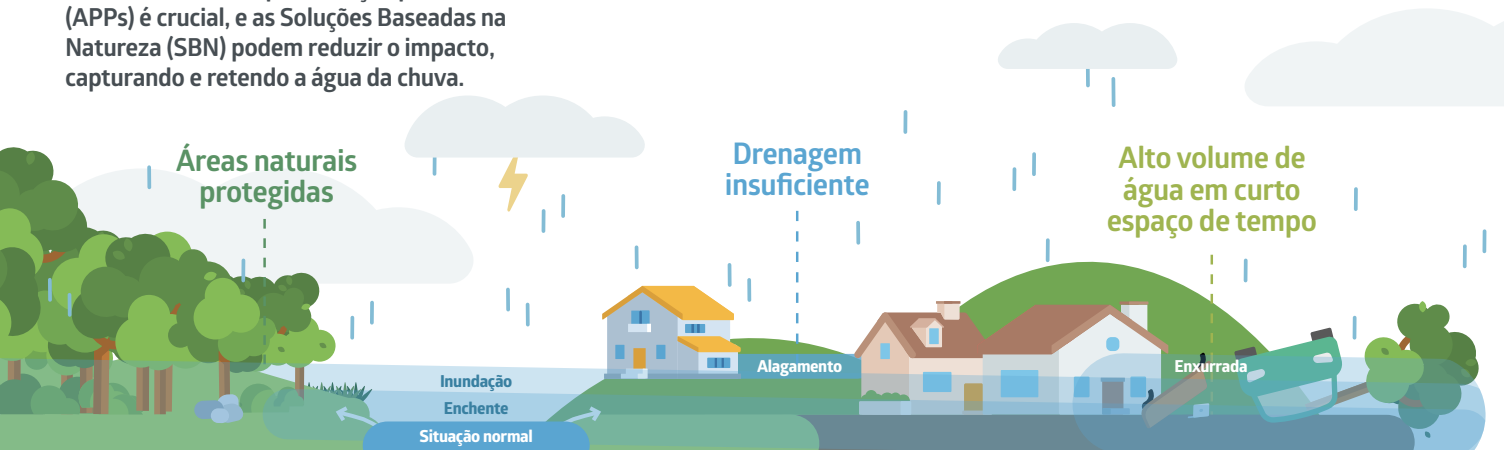 (APPs) é crucial, e as Soluções Baseadas na
Natureza (SBN) podem reduzir o impacto,
capturando e retendo a água da chuva.
Áreas naturais
protegidas
Drenagem
insuficiente
Alto volume de
água em curto
espaço de tempo
Alagamento
Enxurrada
Inundação
Enchente
Situação normal